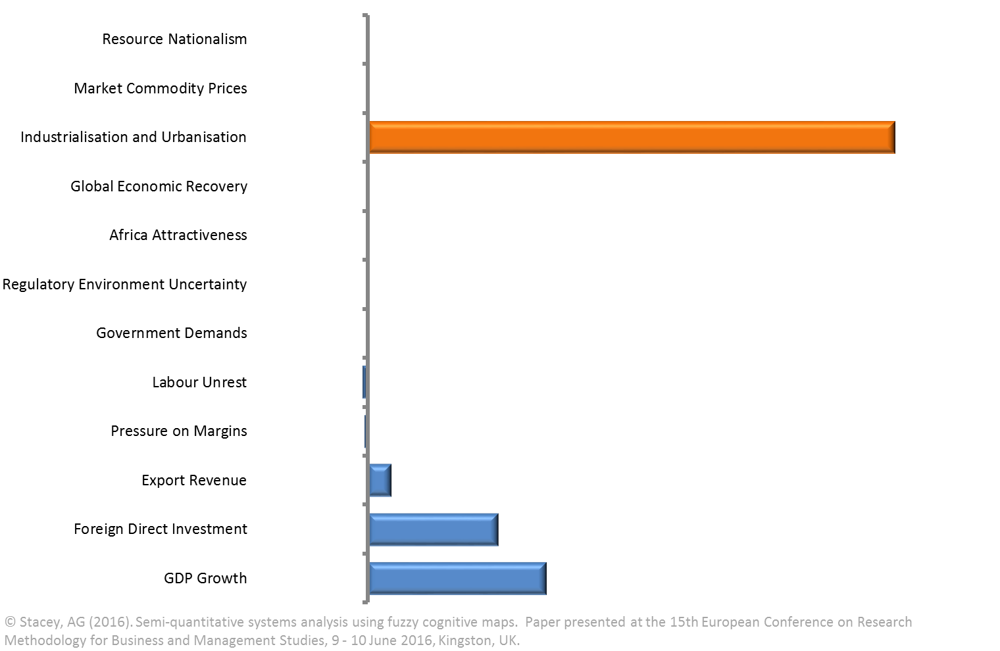 Resource Nationalism
Market Commodity Prices
Industrialisation and Urbanisation
Global Economic Recovery
Africa Attractiveness
Regulatory Environment Uncertainty
Government Demands
Labour Unrest
Pressure on Margins
Export Revenue
Foreign Direct Investment
GDP Growth
© Stacey, AG (2016). Semi-quantitative systems analysis using fuzzy cognitive maps.  Paper presented at the 15th European Conference on Research
Methodology for Business and Management Studies, 9 - 10 June 2016, Kingston, UK.